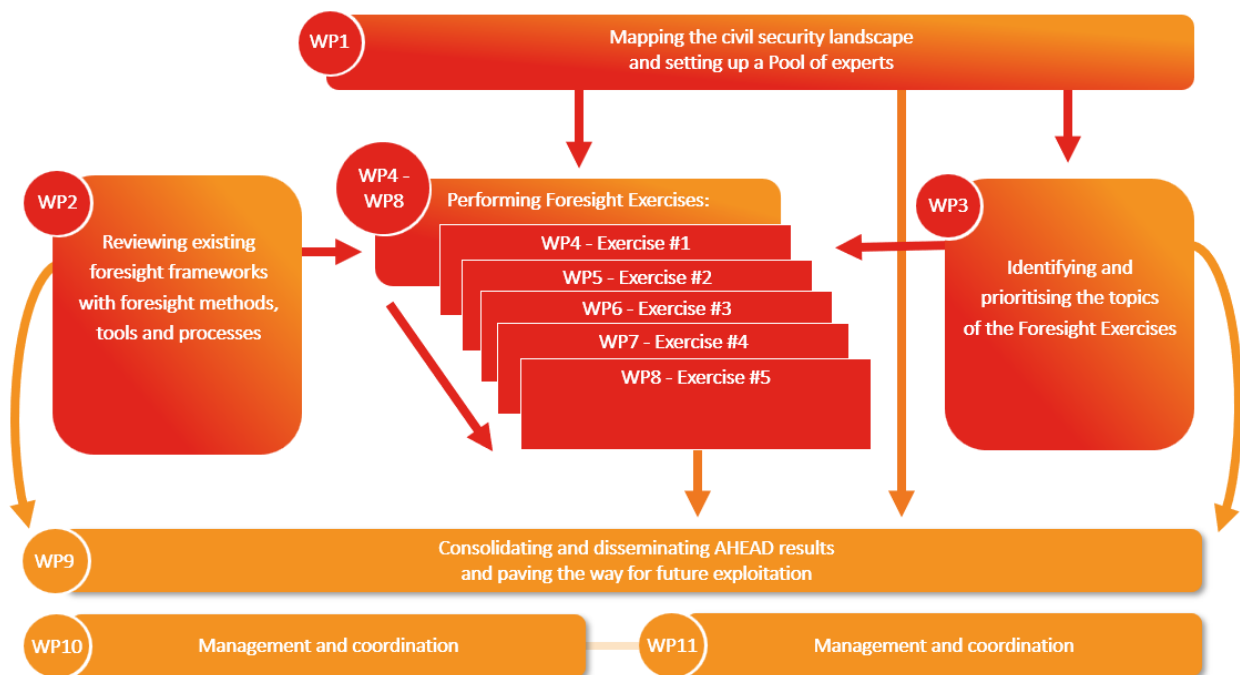 WP1
Mapping the civil security landscape
and setting up a Pool of experts
WP2
Reviewing existing
foresight frameworks
with foresight methods,
tools and processes
WP4 -
WP8
Performing Foresight Exercises:
WP4 - Exercise #1
WP5 - Exercise #2
WP6 - Exercise #3
WP7 - Exercise #4
WP8 - Exercise #5
WP3
Identifying and
prioritising the topics
of the Foresight Exercises
WP9
Consolidating and disseminating AHEAD results
and paving the way for future exploitation
WP10
Management and coordination
WP11
Management and coordination